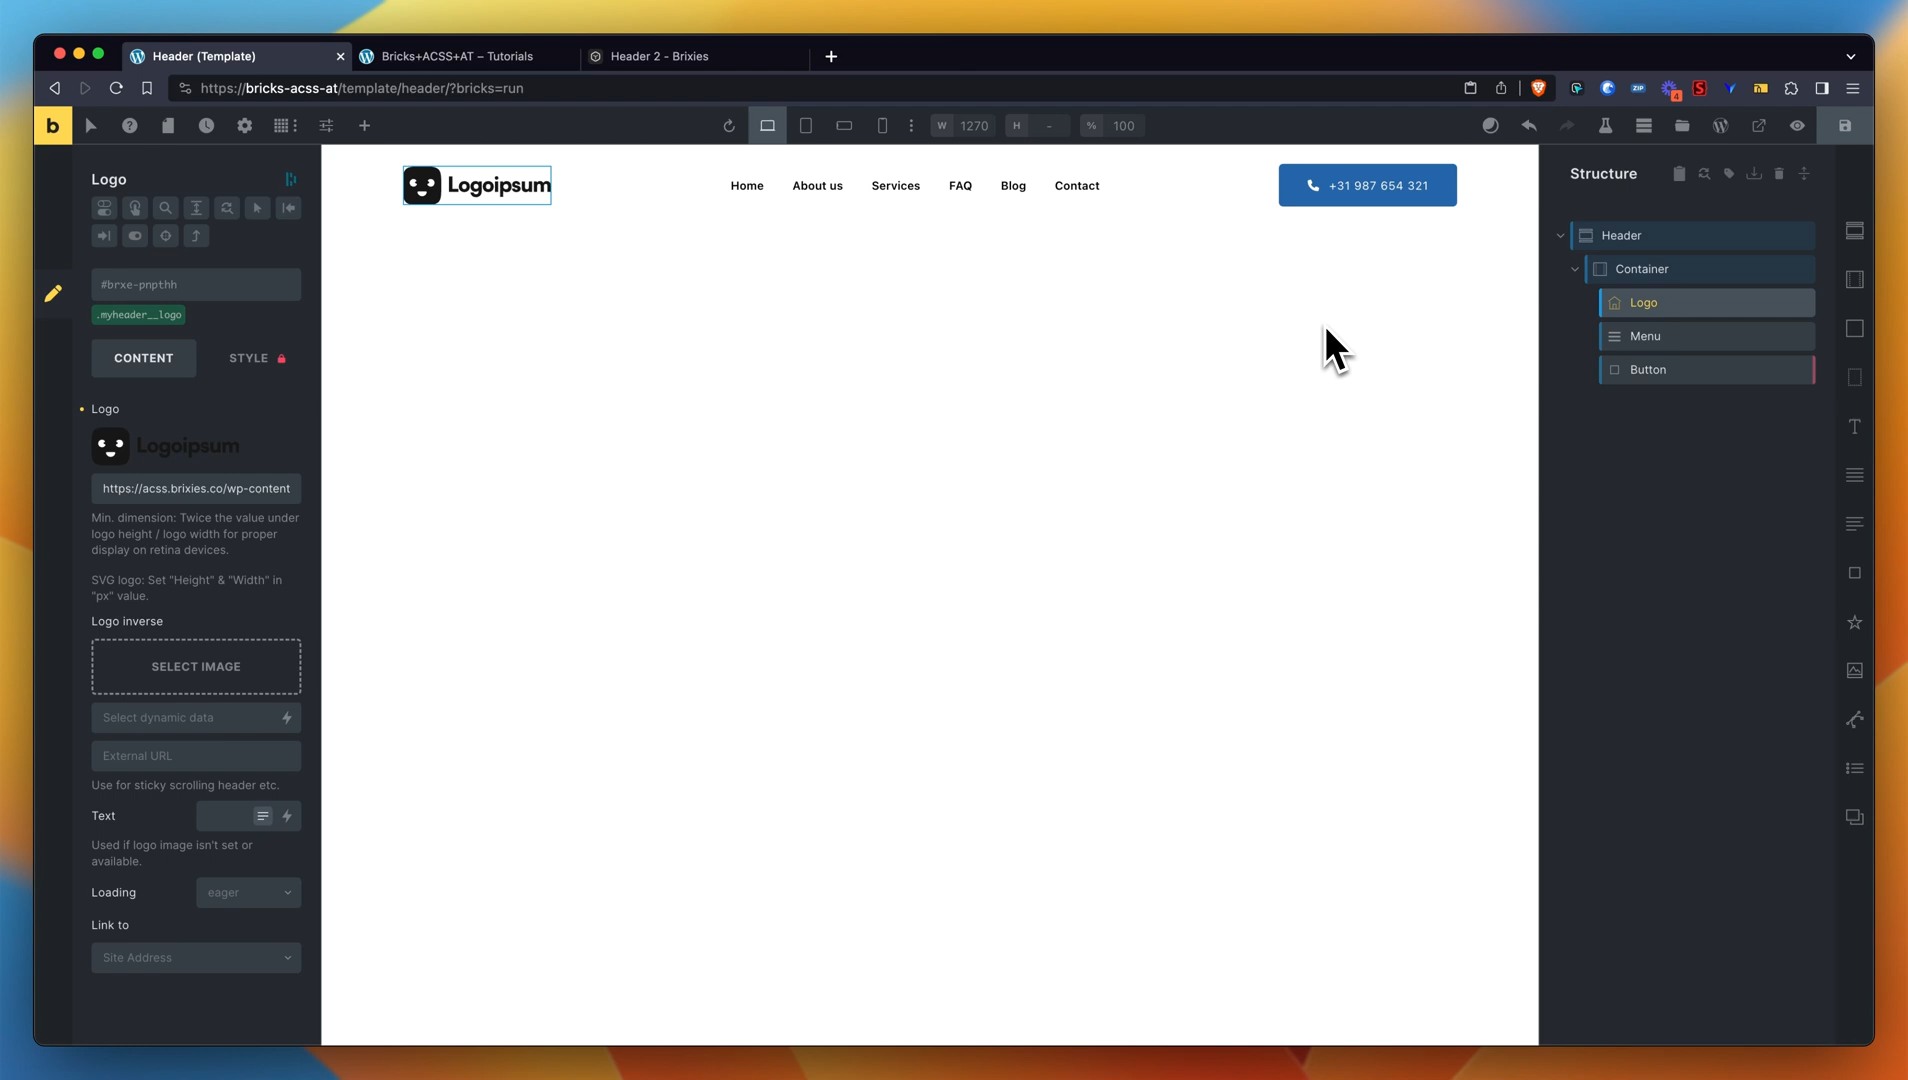 Header (Template)
Bricks+ACSS+AT – Tutorials
Header 2 - Brixies
https://bricks-acss-at/template/header/?bricks=run
ZIP
4
S
b
W 1270
H -
% 100
Logo
#brxe-pnpthh
.myheader__logo
CONTENT
STYLE
Logo
Logoipsum
https://acss.brixies.co/wp-content
Min. dimension: Twice the value under
logo height / logo width for proper
display on retina devices.
SVG logo: Set "Height" & "Width" in
"px" value.
Logo inverse
SELECT IMAGE
Select dynamic data
External URL
Use for sticky scrolling header etc.
Text
Used if logo image isn't set or
available.
Loading
eager
Link to
Site Address
Logoipsum
Home
About us
Services
FAQ
Blog
Contact
+31 987 654 321
Structure
Header
Container
Logo
Menu
Button